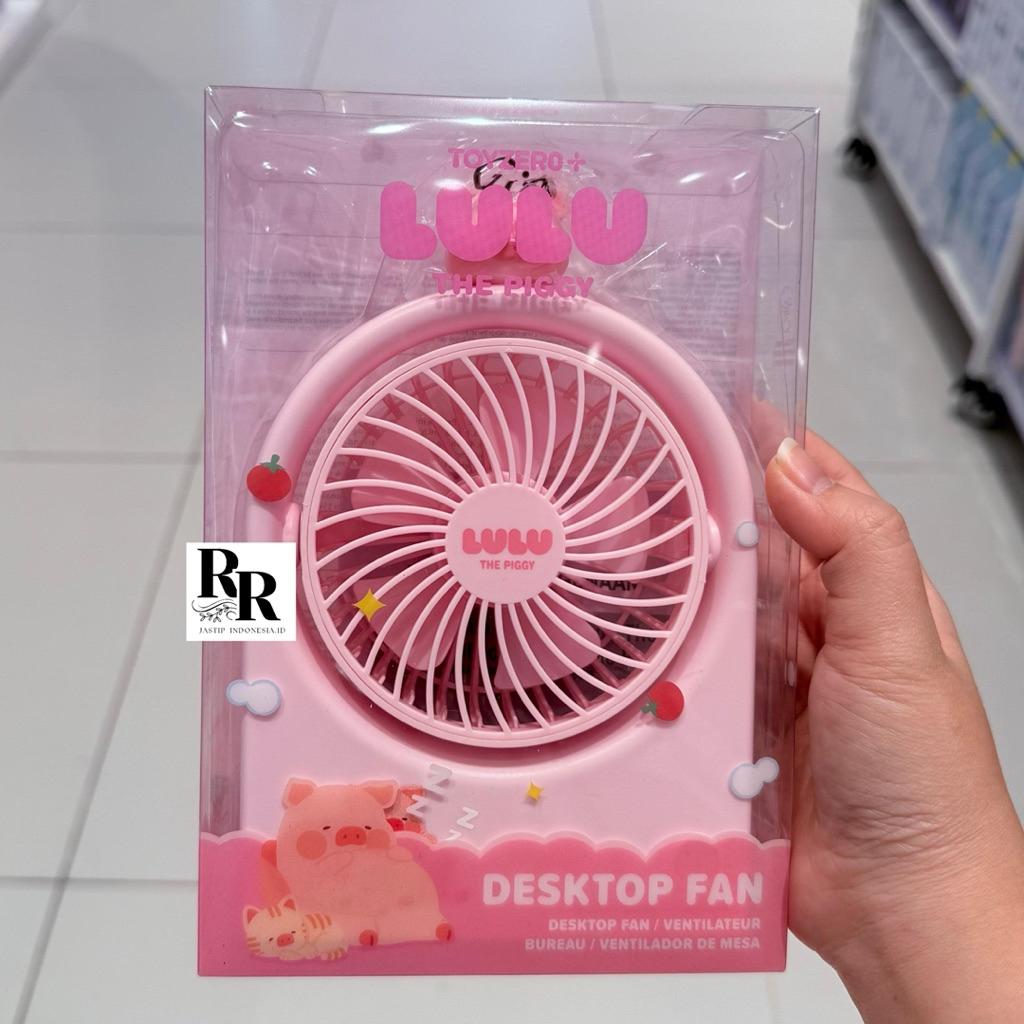 TOYZERO+
LULU
THE PIGGY
LULU
THE PIGGY
RR
JASTIP INDONESIA.ID
Z
Z
Z
Z
DESKTOP FAN
DESKTOP FAN / VENTILATEUR
BUREAU / VENTILADOR DE MESA